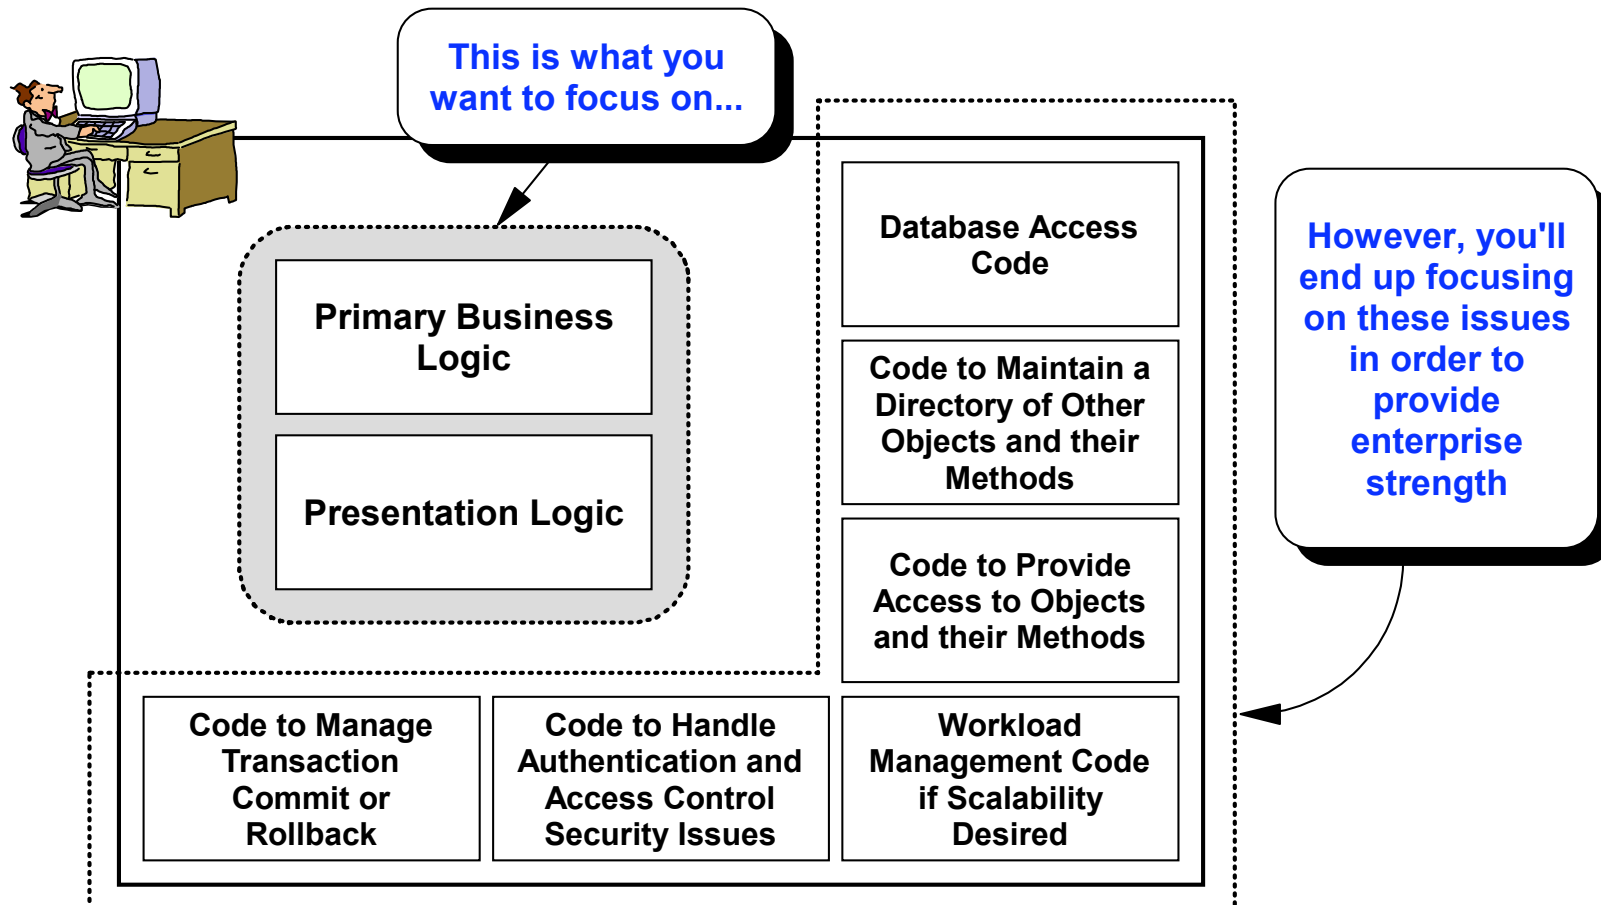 This is what you
want to focus on...
Database Access
Code
However, you'll
end up focusing
on these issues
in order to
provide
enterprise
strength
Primary Business
Logic
Code to Maintain a
Directory of Other
Objects and their
Methods
Presentation Logic
Code to Provide
Access to Objects
and their Methods
Code to Manage
Transaction
Commit or
Rollback
Code to Handle
Authentication and
Access Control
Security Issues
Workload
Management Code
if Scalability
Desired